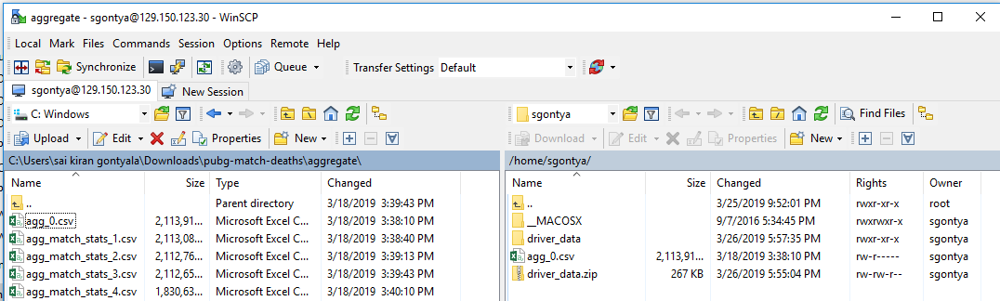 aggregate - sgontya@129.150.123.30 - WinSCP
Local Mark Files Commands Session Options Remote Help
Synchronize Queue Transfer Settings Default
sgontya@129.150.123.30 New Session
C: Windows sgontya Find Files
Upload Edit Properties New Download Edit Properties New
C:\Users\sai kiran gontyala\Downloads\pubg-match-deaths\aggregate\ /home/sgontya/
Name Size Type Changed Name Size Changed Rights Owner
.. Parent directory 3/18/2019 3:39:43 PM .. 3/25/2019 9:52:01 PM rwxr-xr-x root
agg_0.csv 2,113,91... Microsoft Excel C... 3/18/2019 3:38:10 PM __MACOSX 9/7/2016 5:34:45 PM rwxrwxr-x sgontya
agg_match_stats_1.csv 2,113,08... Microsoft Excel C... 3/18/2019 3:38:40 PM driver_data 3/26/2019 5:57:35 PM rwxr-xr-x sgontya
agg_match_stats_2.csv 2,112,76... Microsoft Excel C... 3/18/2019 3:39:13 PM agg_0.csv 2,113,91... 3/18/2019 3:38:10 PM rw-r----- sgontya
agg_match_stats_3.csv 2,112,65... Microsoft Excel C... 3/18/2019 3:39:43 PM driver_data.zip 267 KB 3/26/2019 5:55:04 PM rw-rw-r-- sgontya
agg_match_stats_4.csv 1,830,63... Microsoft Excel C... 3/18/2019 3:40:10 PM